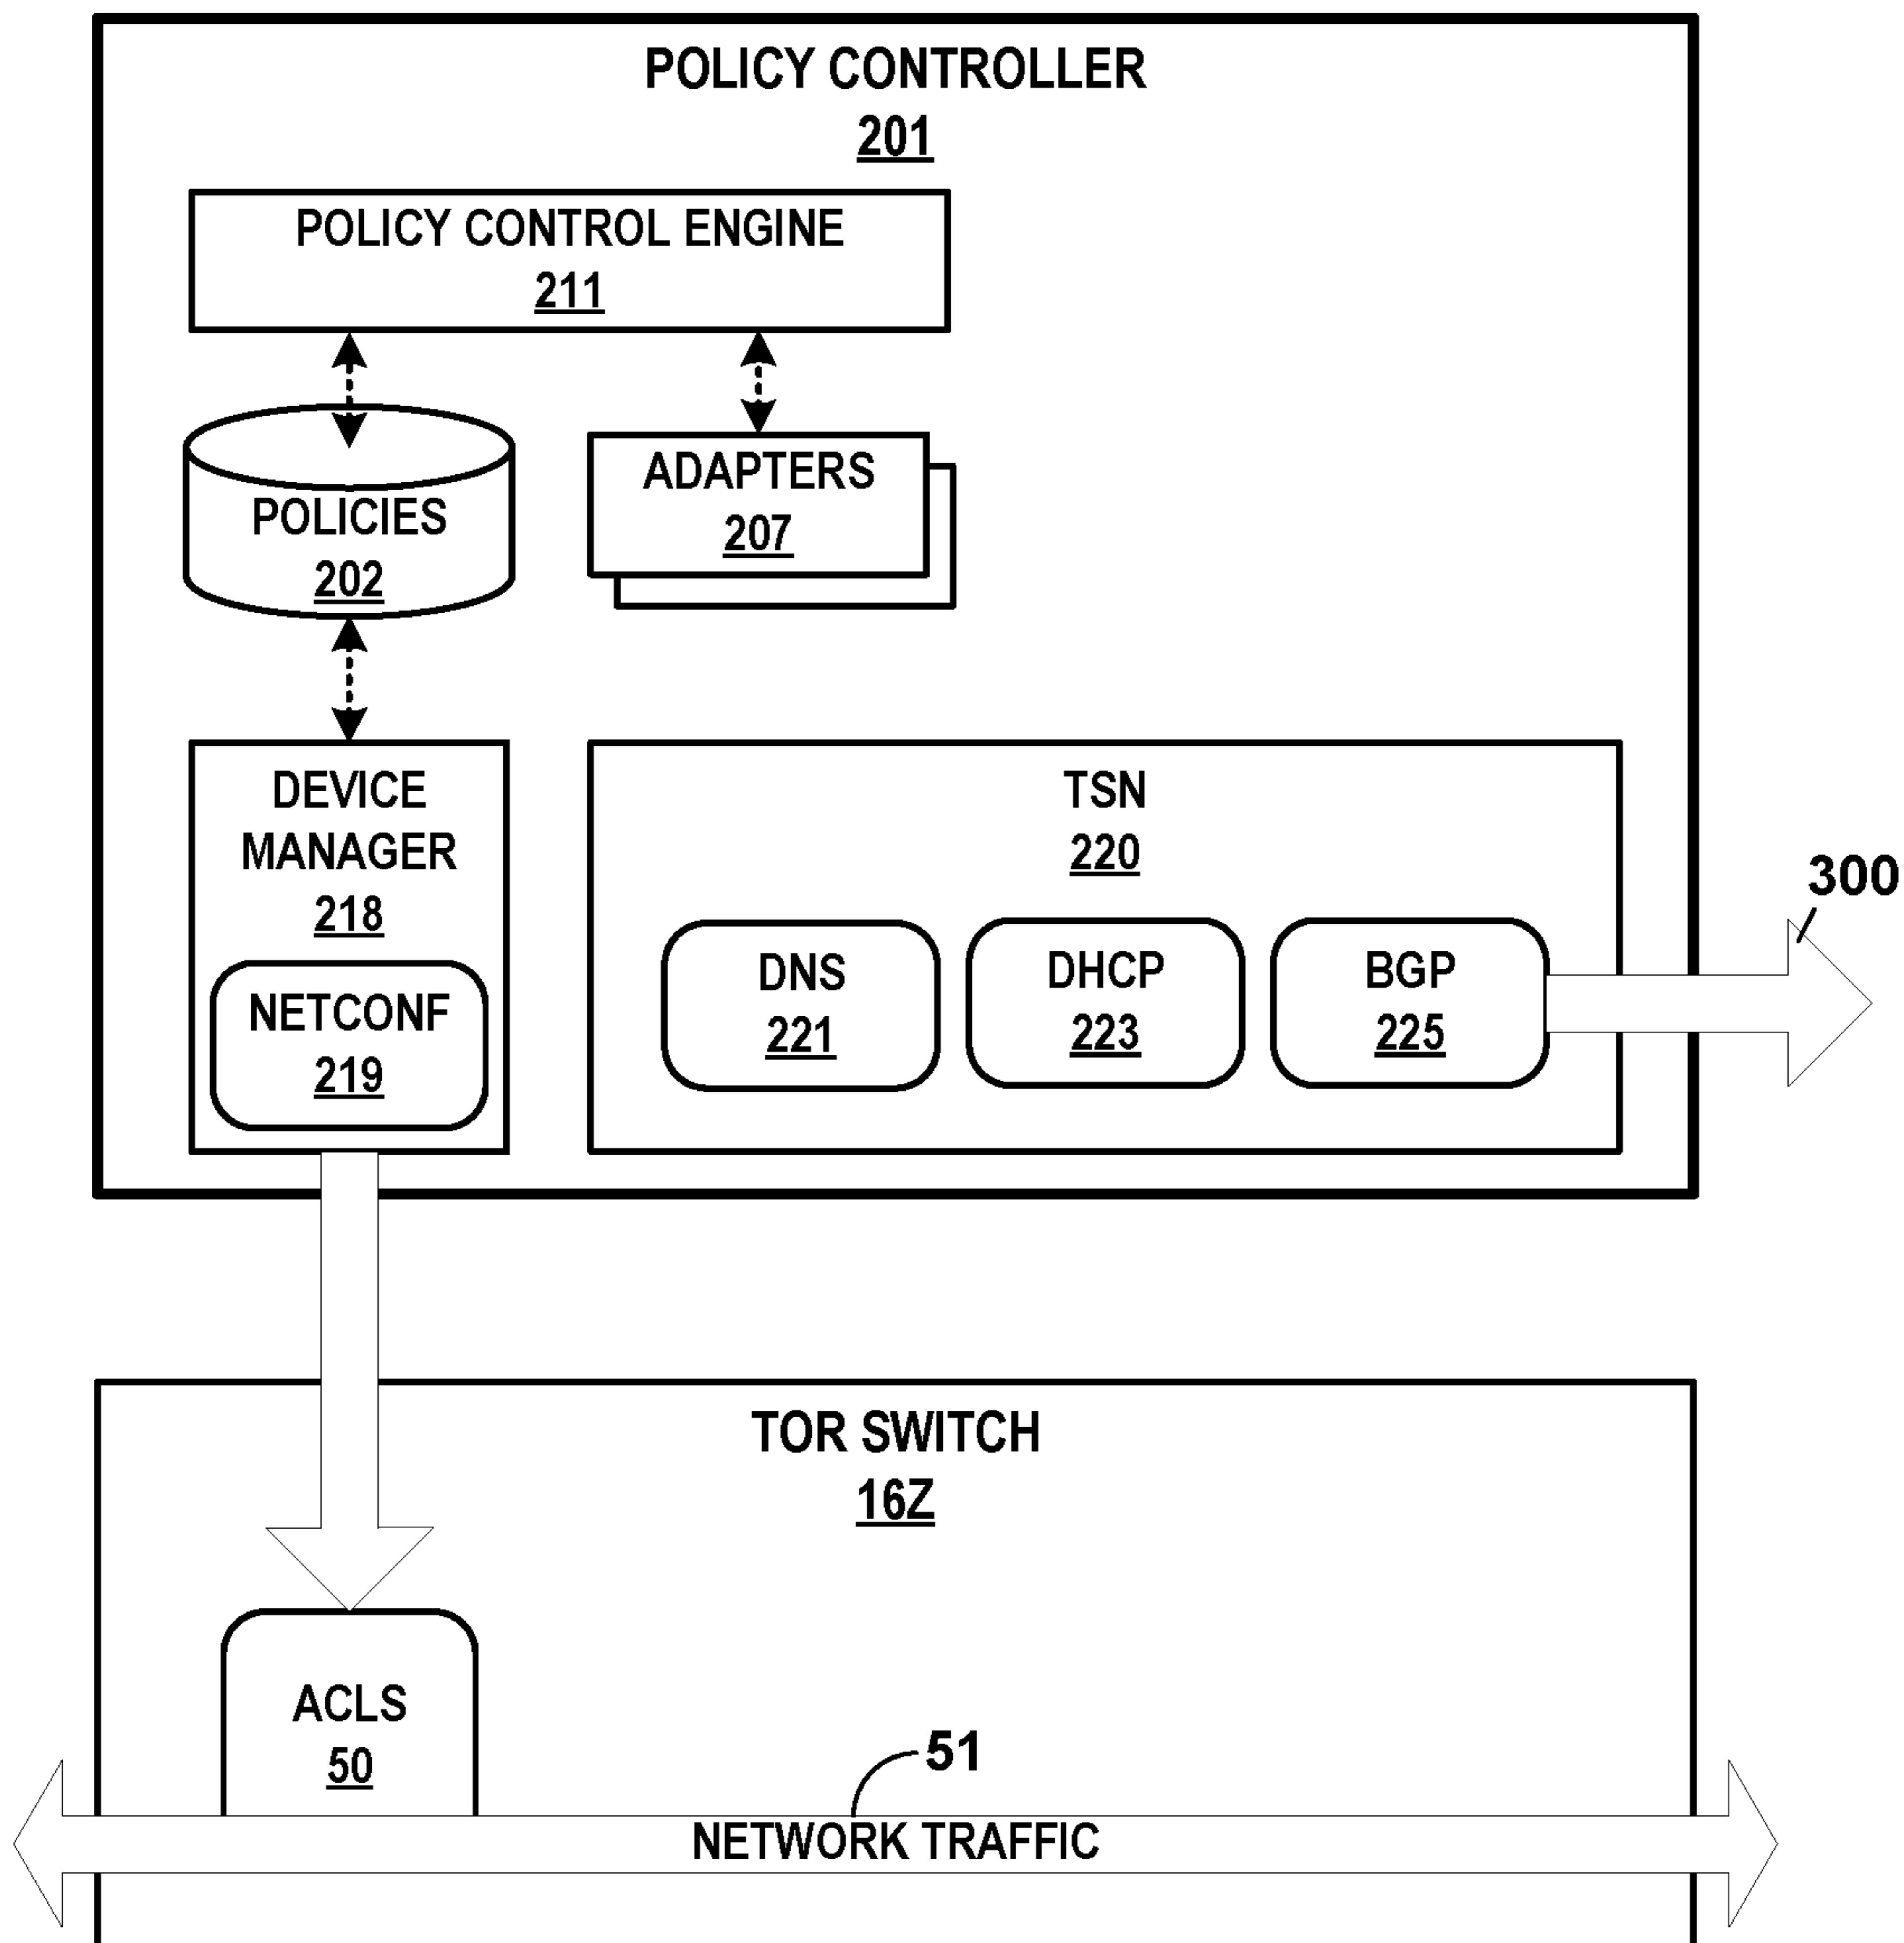 POLICY CONTROLLER
201
POLICY CONTROL ENGINE
211
POLICIES
202
ADAPTERS
207
DEVICE
MANAGER
218
NETCONF
219
TSN
220
DNS
221
DHCP
223
BGP
225
300
TOR SWITCH
16Z
ACLS
50
51
NETWORK TRAFFIC